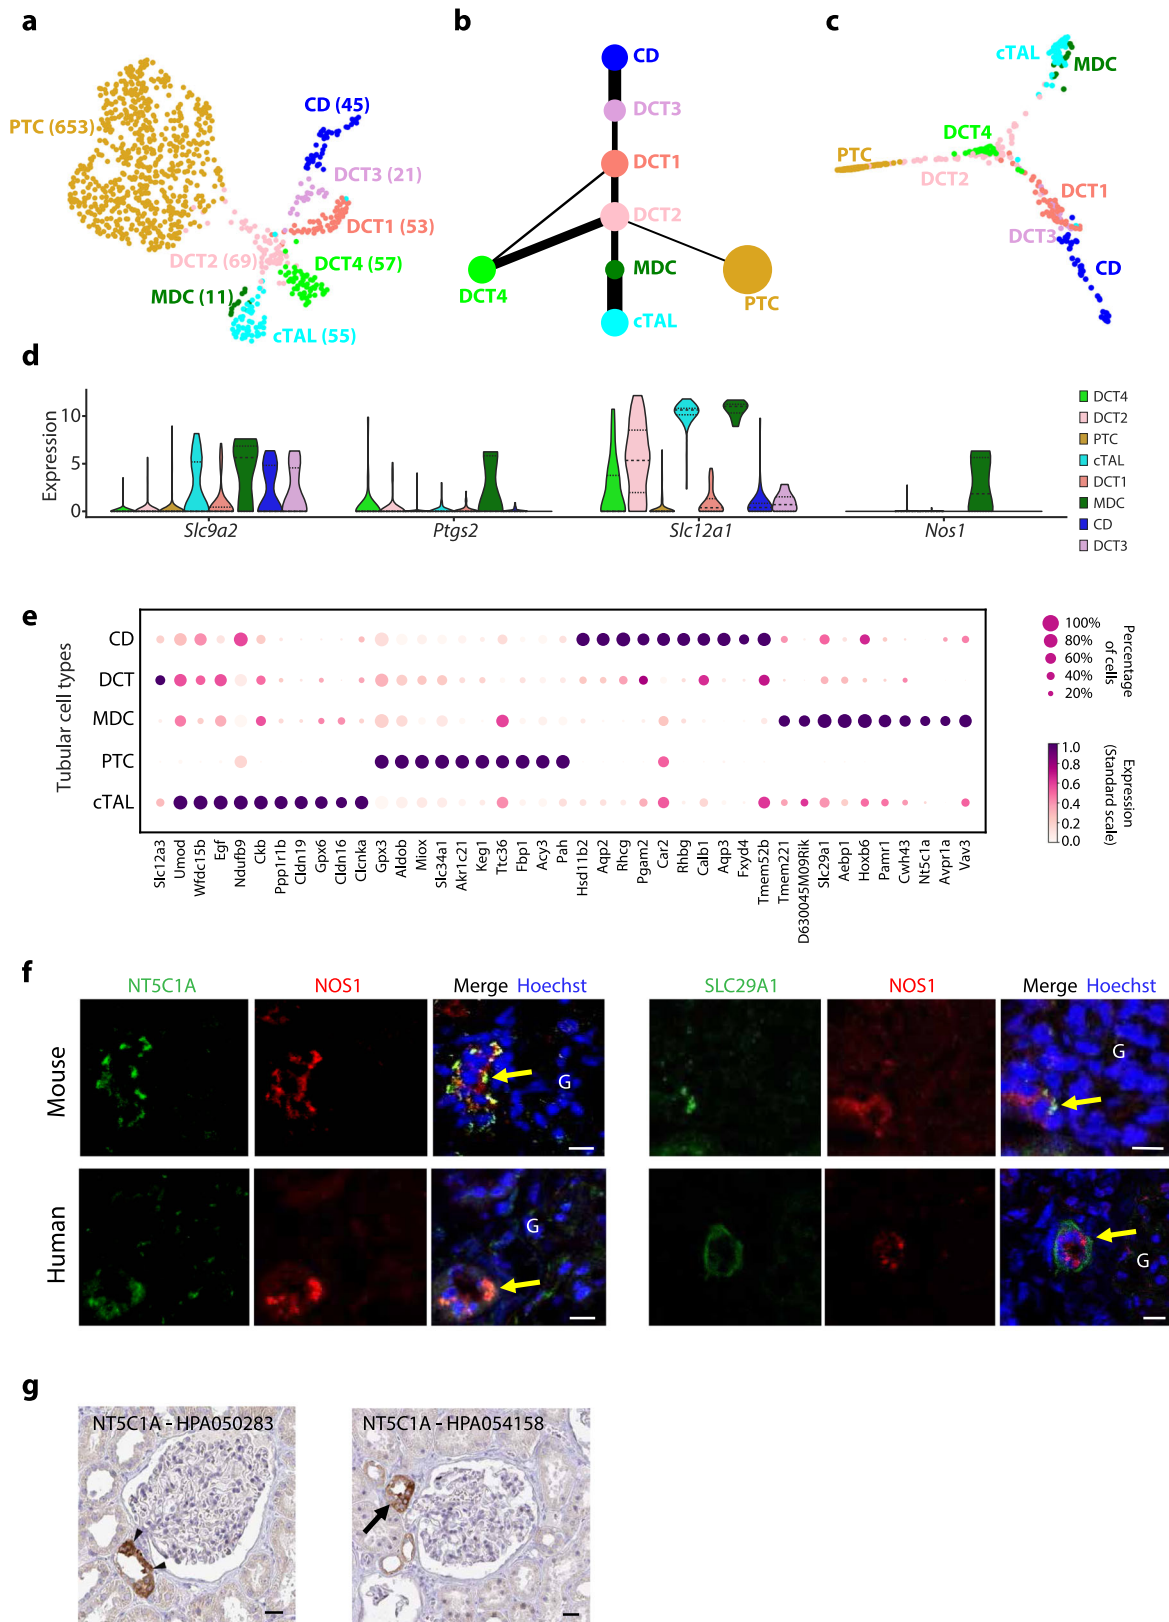 a
PTC (653)
CD (45)
DCT3 (21)
DCT1 (53)
DCT2 (69)
DCT4 (57)
MDC (11)
cTAL (55)
b
CD
DCT3
DCT1
DCT2
MDC
DCT4
PTC
cTAL
c
cTAL
MDC
DCT4
PTC
DCT2
DCT1
DCT3
CD
d
Expression
10
5
0
Slc9a2
Ptgs2
Slc12a1
Nos1
DCT4
DCT2
PTC
cTAL
DCT1
MDC
CD
DCT3
e
Tubular cell types
CD
DCT
MDC
PTC
cTAL
Slc12a3
Umod
Wfdc15b
Egf
Ndufb9
Ckb
Ppp1r1b
Cldn19
Gpx6
Cldn16
Clcnka
Gpx3
Aldob
Miox
Slc34a1
Akr1c21
Keg1
Ttc36
Fbp1
Acy3
Pah
Hsd11b2
Aqp2
Rhcg
Pgam2
Car2
Rhbg
Calb1
Aqp3
Fxyd4
Tmem52b
Tmem221
D630045M09Rik
Slc29a1
Aebp1
Hoxb6
Pamr1
Cwh43
Nt5c1a
Avpr1a
Vav3
100%
80%
60%
40%
20%
Percentage
of cells
1.0
0.8
0.6
0.4
0.2
0.0
Expression
(Standard scale)
f
NT5C1A
NOS1
Merge Hoechst
SLC29A1
NOS1
Merge Hoechst
Mouse
G
G
Human
G
G
g
NT5C1A - HPA050283
NT5C1A - HPA054158